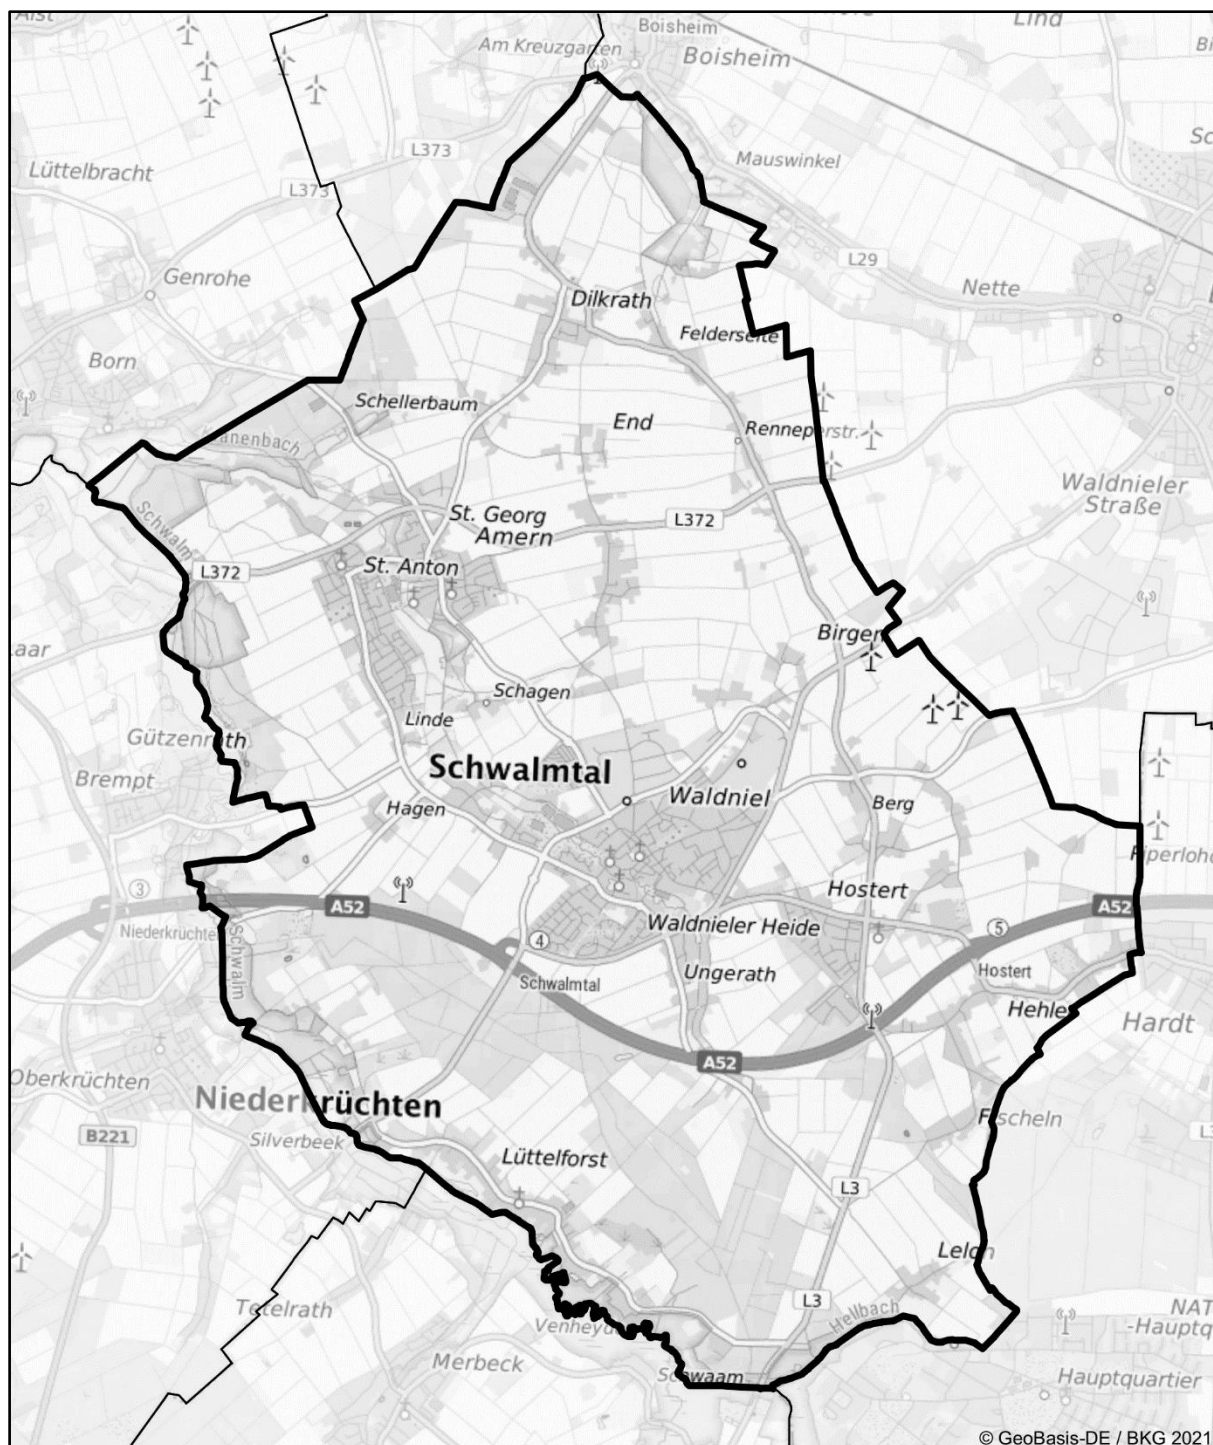 Boisheim
Lind
Am Kreuzgarten
Boisheim
L373
Mauswinkel
Lüttelbracht
L373
L29
Genrohe
Nette
Dilkrath
Felderseite
Born
Schellerbaum
End
Renneperstr.
Kranenbach
Waldnieler
Straße
Schwalm
St. Georg
Amern
L372
L372
St. Anton
Birgen
Schagen
Linde
Gützenrath
Brempt
Schwalmtal
Waldniel
Hagen
Berg
3
Hostert
A52
A52
Waldnieler Heide
Niederkrüchten
4
5
Schwalm
Ungerath
Schwalmtal
Hostert
Hehler
Hardt
A52
Oberkrüchten
Niederkrüchten
Fischeln
B221
Silverbeek
Lüttelforst
L3
Leloh
Tetelrath
L3
Hellbach
NAT
-Hauptq
Merbeck
Schwaam
Hauptquartier
© GeoBasis-DE / BKG 2021